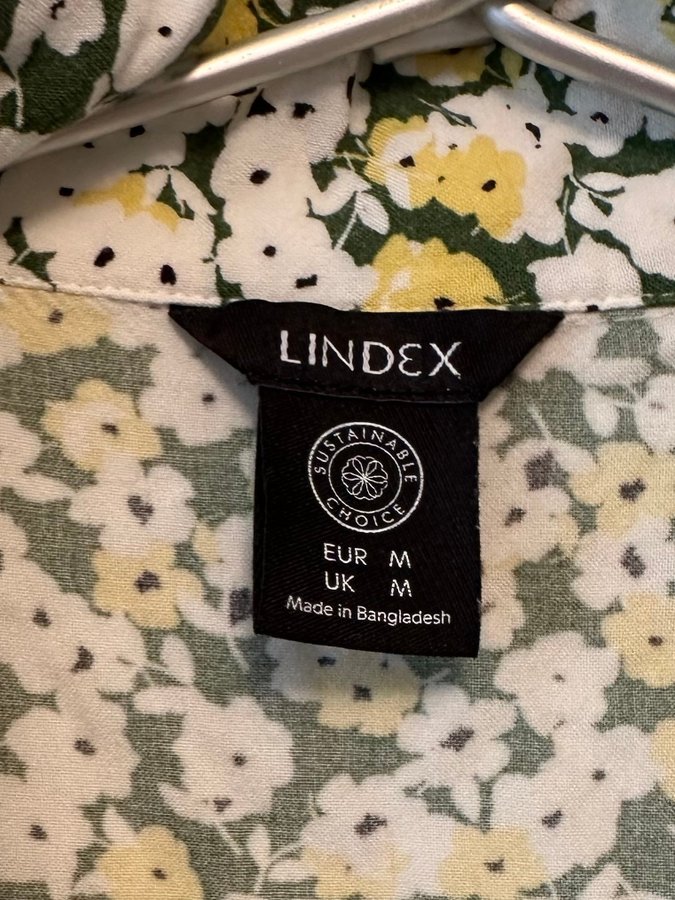 LINDEX
SUSTAINABLE
CHOICE
EUR M
UK M
Made in Bangladesh